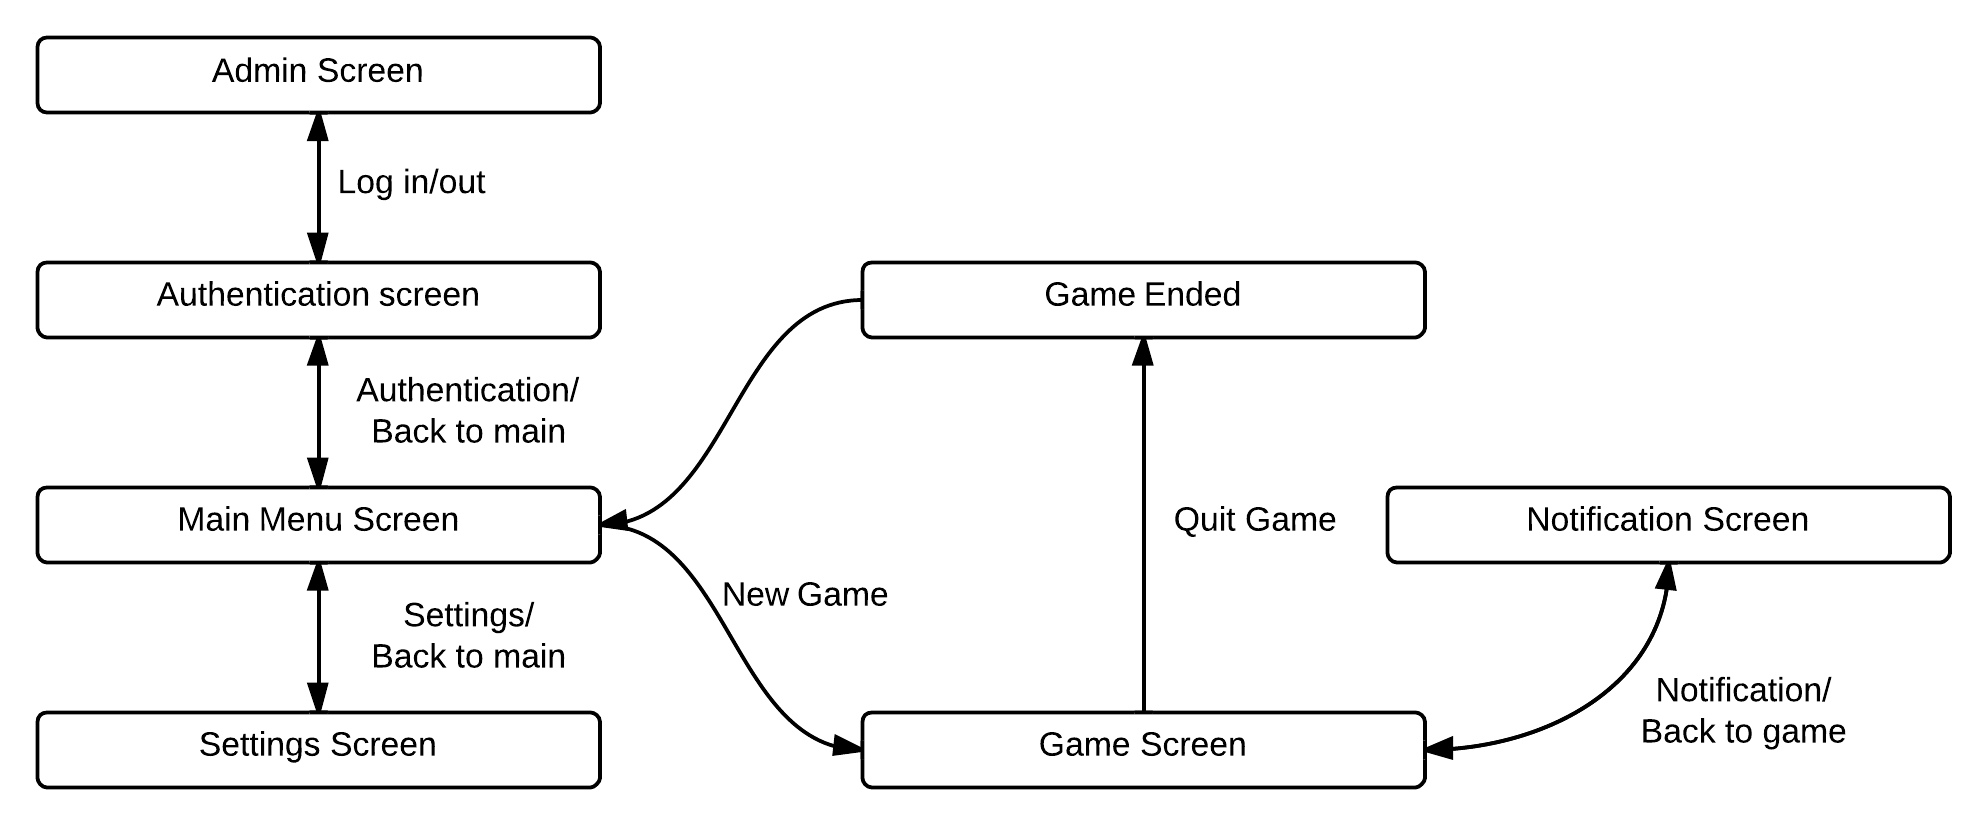 Admin Screen
Log in/out
Authentication screen
Game Ended
Authentication/
Back to main
Main Menu Screen
Quit Game
Notification Screen
New Game
Settings/
Back to main
Notification/
Back to game
Settings Screen
Game Screen